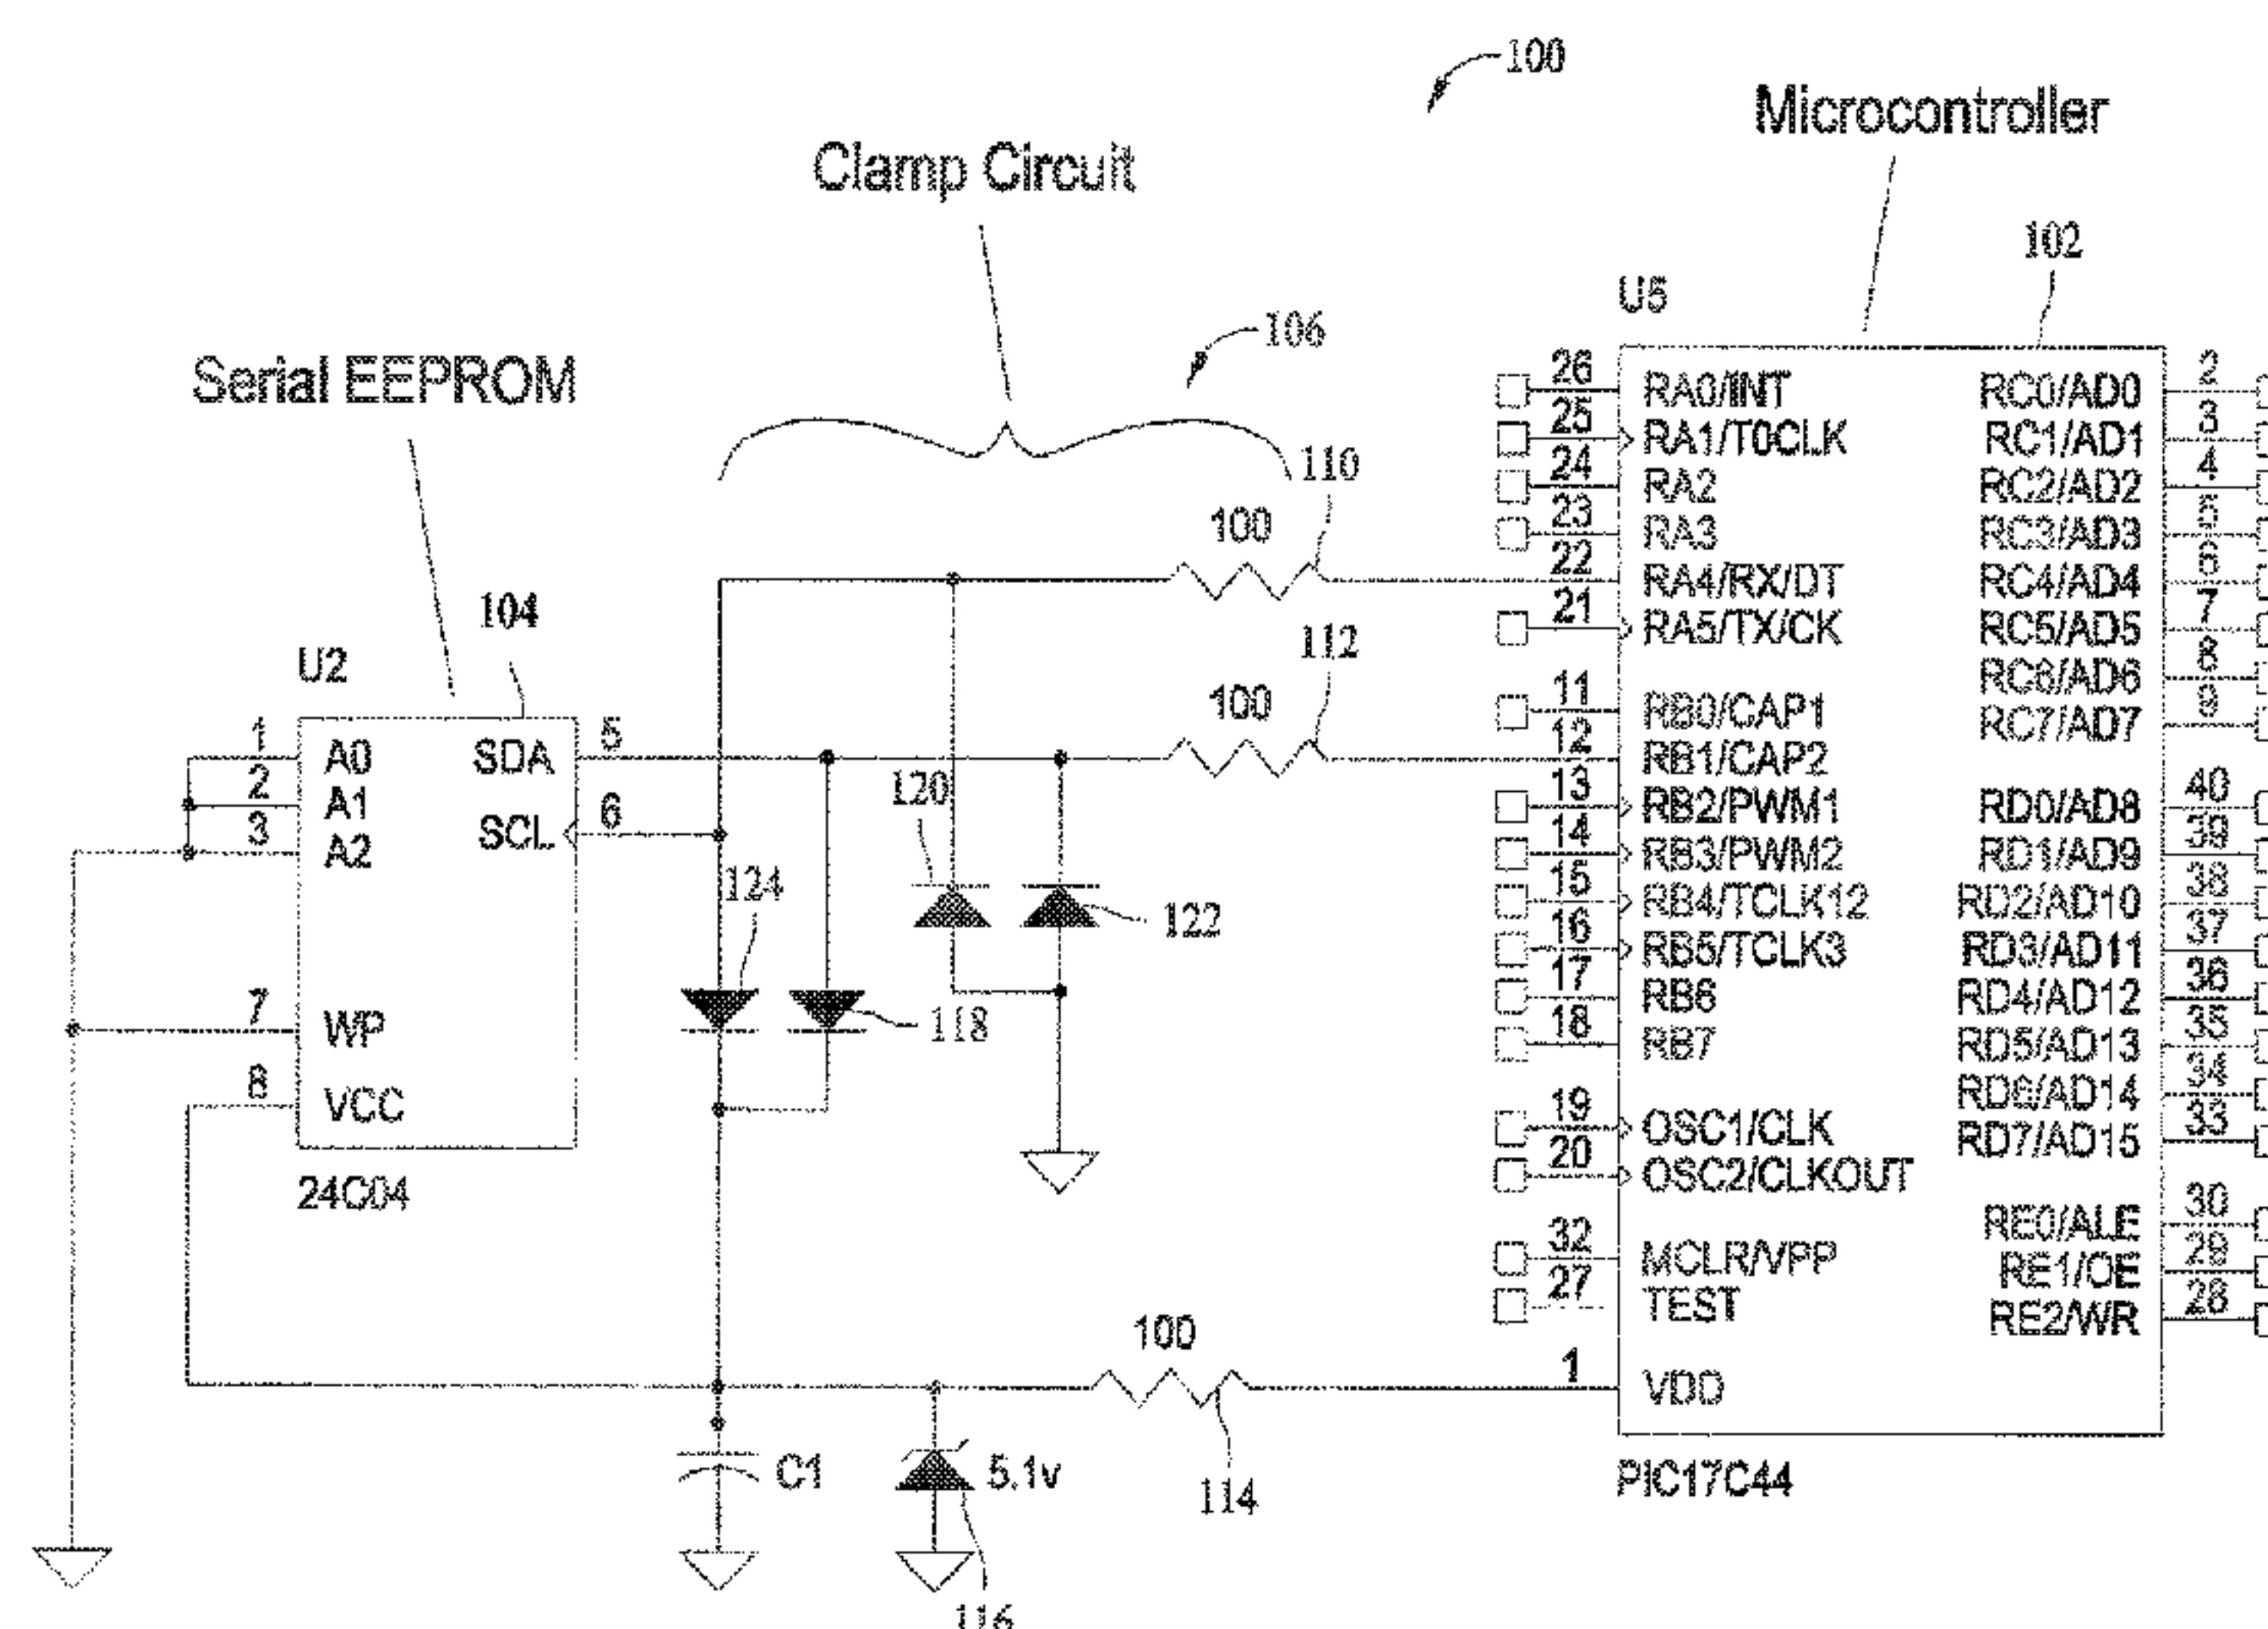 100
Microcontroller
Clamp Circuit
102
U5
106
Serial EEPROM
26
RA0/INT
RC0/AD0
2
25
RA1/T0CLK
RC1/AD1
3
24
RA2
RC2/AD2
4
110
23
RA3
RC3/AD3
5
100
22
RA4/RX/DT
RC4/AD4
6
21
RA5/TX/CK
RC5/AD5
7
104
112
RC6/AD6
8
U2
100
11
RB0/CAP1
RC7/AD7
9
1
A0
SDA
5
12
RB1/CAP2
2
A1
120
13
RB2/PWM1
RD0/AD8
40
3
A2
SCL
6
14
RB3/PWM2
RD1/AD9
39
124
15
RB4/TCLK12
RD2/AD10
38
122
16
RB5/TCLK3
RD3/AD11
37
17
RB6
RD4/AD12
36
7
WP
118
18
RB7
RD5/AD13
35
8
VCC
RD6/AD14
34
19
OSC1/CLK
RD7/AD15
33
20
OSC2/CLKOUT
24C04
RE0/ALE
30
32
MCLR/VPP
RE1/OE
29
27
TEST
RE2/WR
28
100
1
VDD
C1
5.1v
114
PIC17C44
116